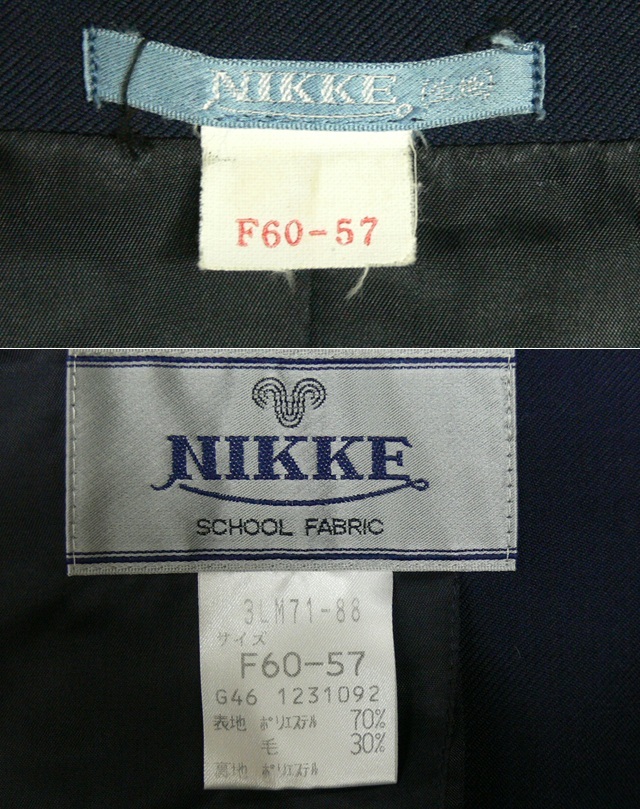 NIKKE
F60-57
NIKKE
SCHOOL FABRIC
3LM71-88
サイズ
F60-57
G46 1231092
表地 ポリエステル 70%
毛 30%
裏地 ポリエステル